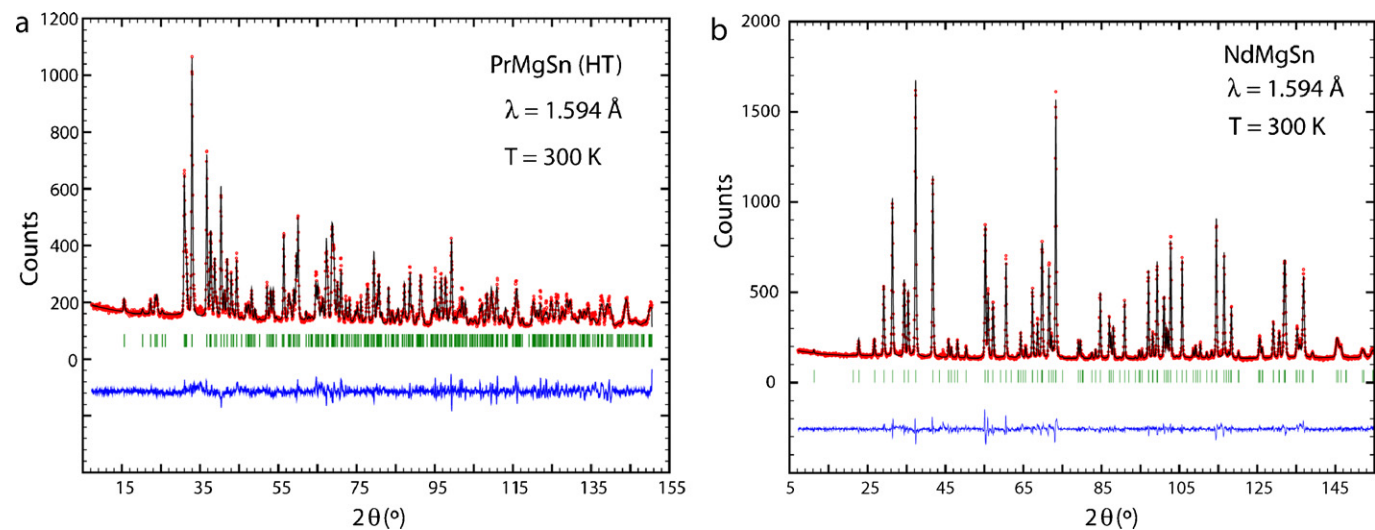 a
1200
1000
800
600
400
200
0
Counts
PrMgSn (HT)
λ = 1.594 Å
T = 300 K
15 35 55 75 95 115 135 155
2θ(º)
b
2000
1500
1000
500
0
-500
Counts
NdMgSn
λ = 1.594 Å
T = 300 K
5 25 45 65 85 105 125 145
2θ(º)